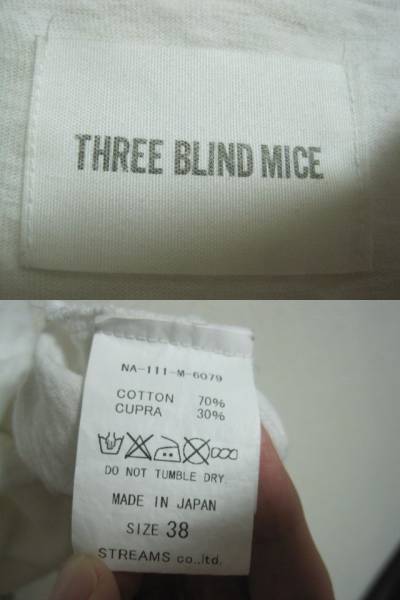 THREE BLIND MICE
NA-111-M-6079
COTTON 70%
CUPRA 30%
DO NOT TUMBLE DRY.
MADE IN JAPAN
SIZE 38
STREAMS co.,ltd.